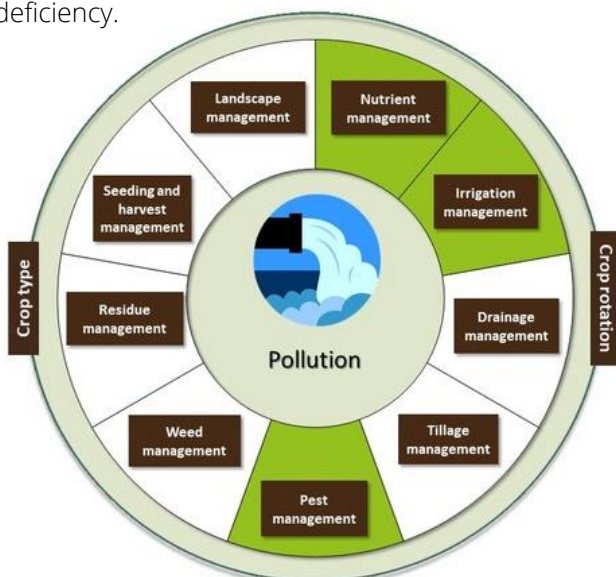 deficiency.
Landscape
management
Nutrient
management
Irrigation
management
Drainage
management
Tillage
management
Pest
management
Weed
management
Residue
management
Seeding and
harvest
management
Crop type
Crop rotation
Pollution